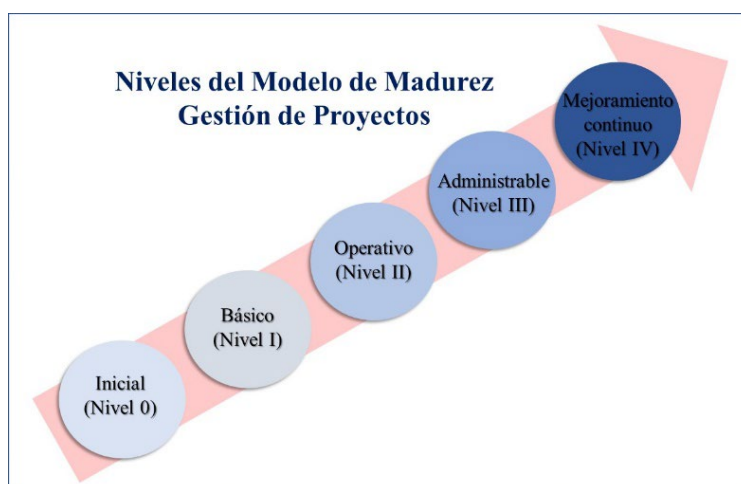 Niveles del Modelo de Madurez
Gestión de Proyectos
Mejoramiento
continuo
(Nivel IV)
Administrable
(Nivel III)
Operativo
(Nivel II)
Básico
(Nivel I)
Inicial
(Nivel 0)